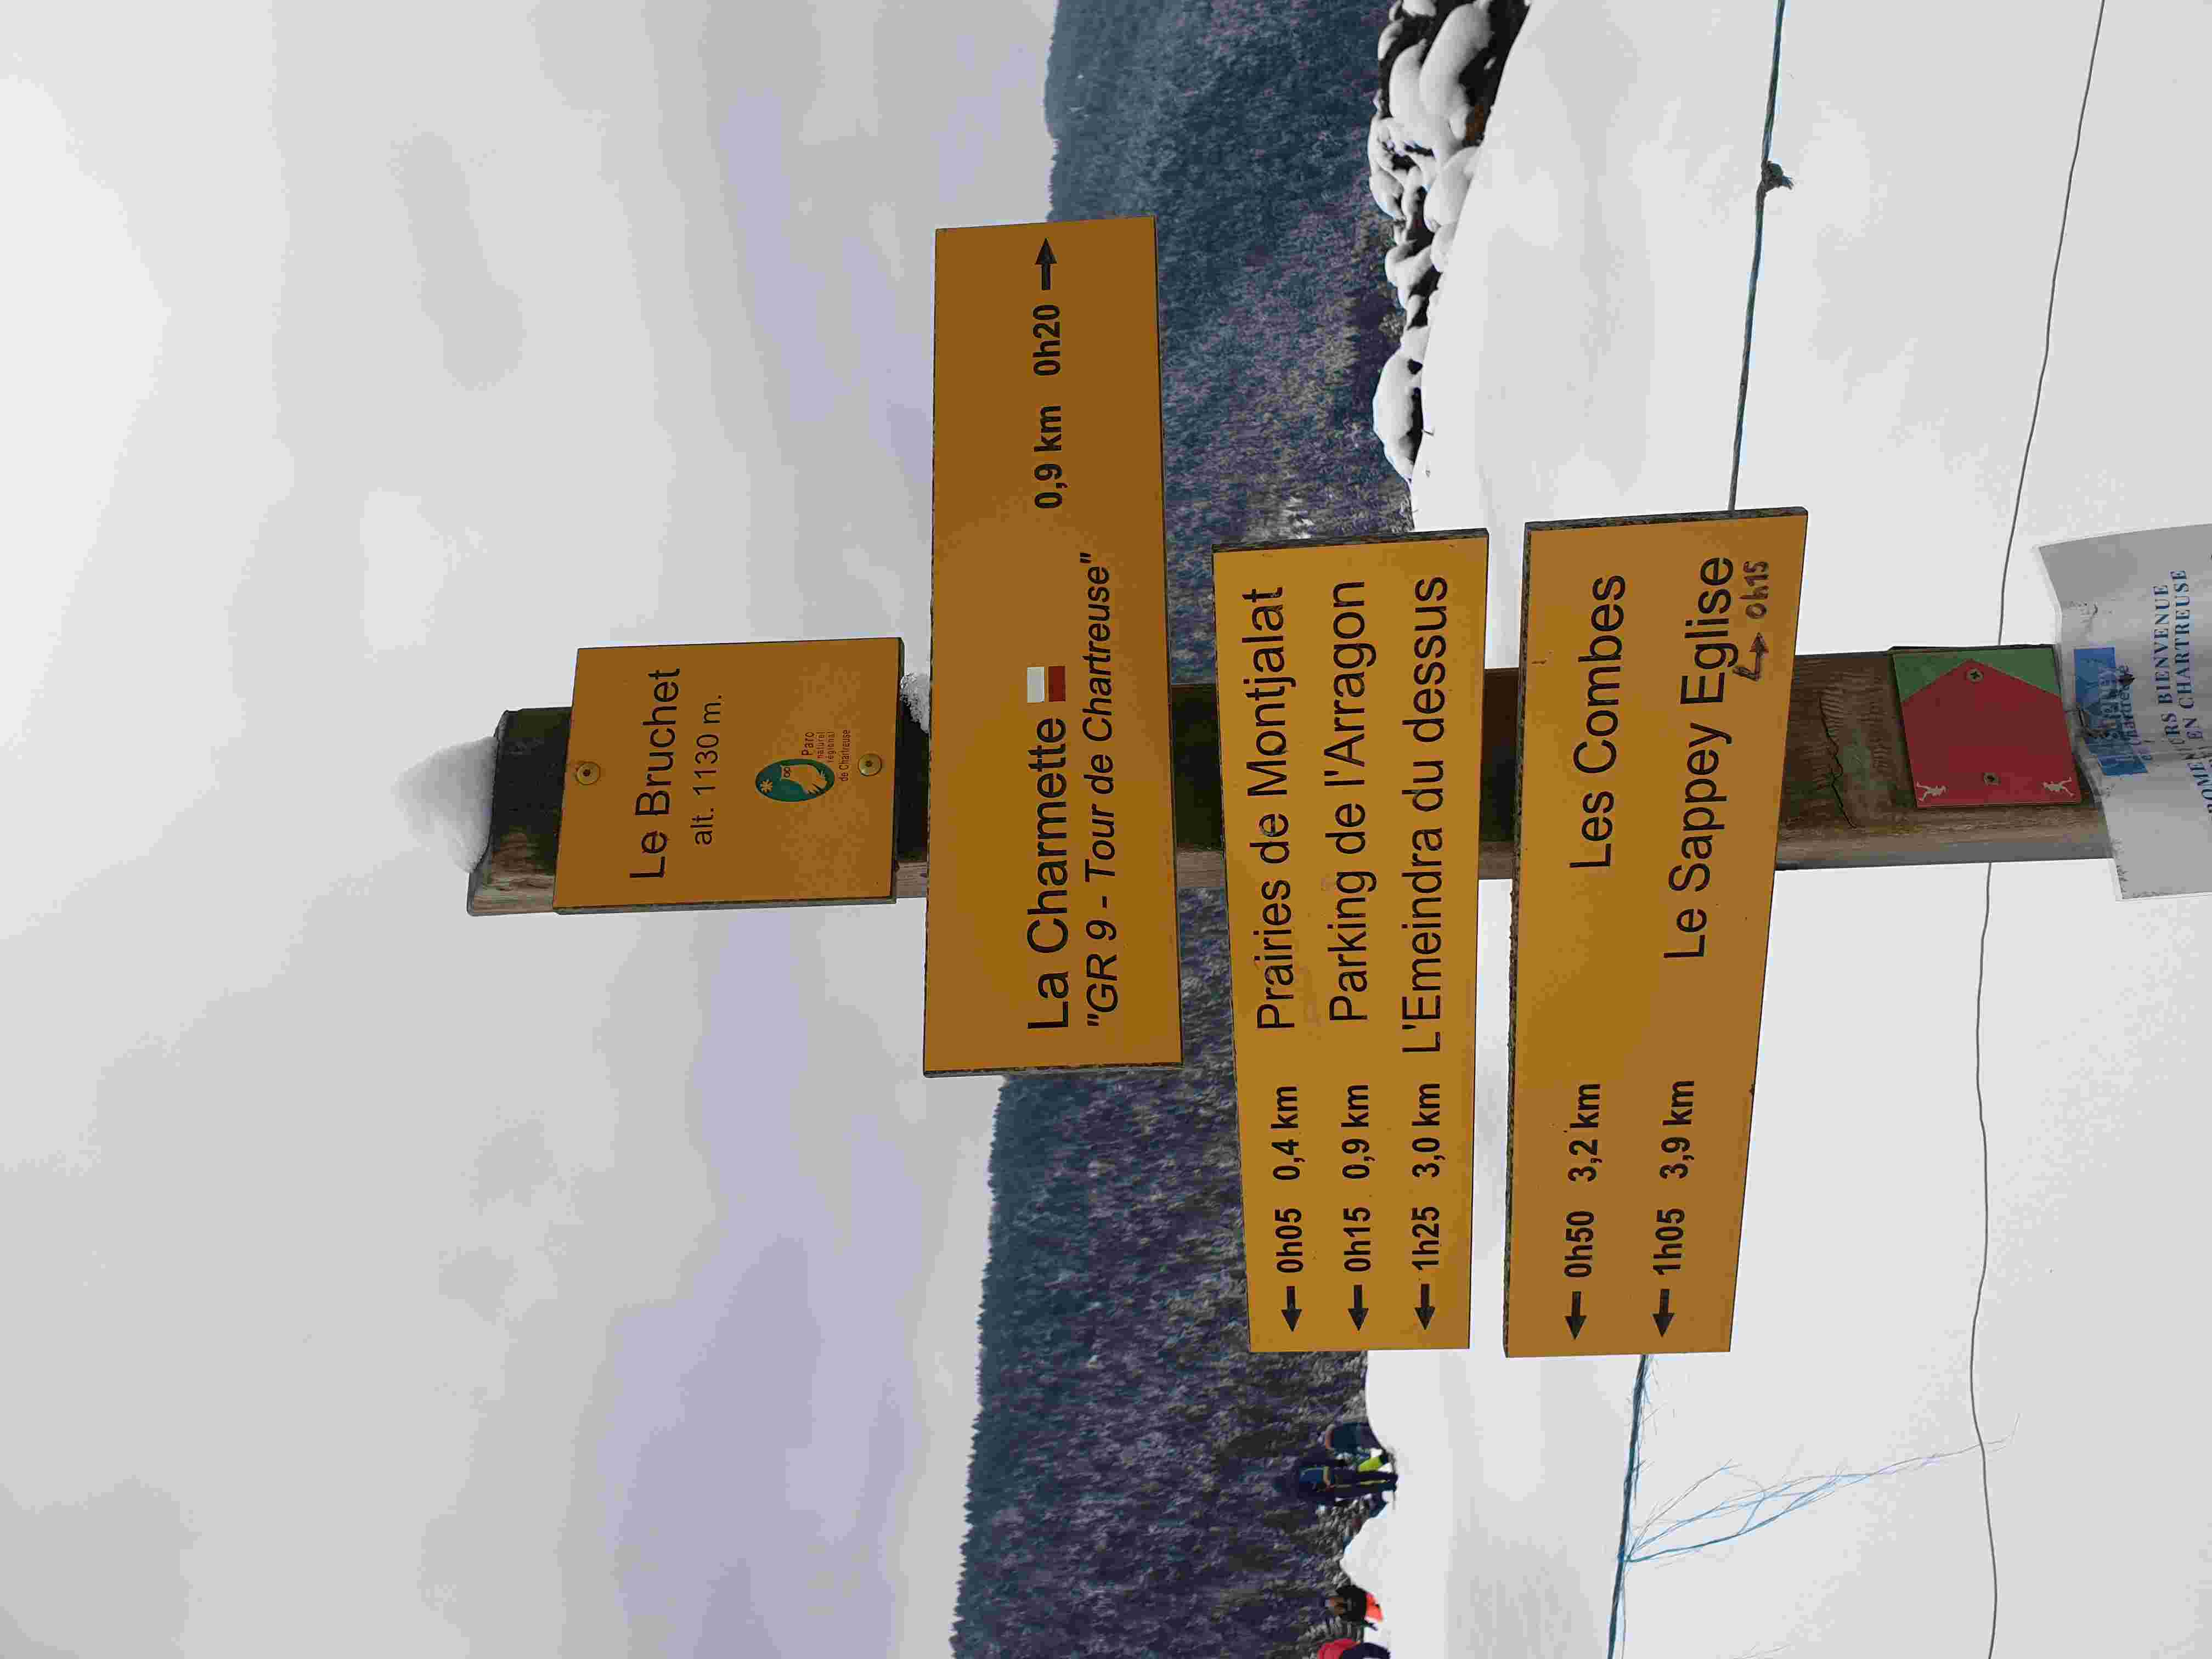 Le Bruchet
alt. 1130 m.
Parc
naturel
régional
de Chartreuse
La Charmette 0,9 km 0h20 →
"GR 9 - Tour de Chartreuse"
← 0h05 0,4 km Prairies de Montjalat
← 0h15 0,9 km Parking de l'Arragon
← 1h25 3,0 km L'Emeindra du dessus
← 0h50 3,2 km Les Combes
← 1h05 3,9 km Le Sappey Eglise
↳ 0h15
Chartreuse
BIENVENUE
EN CHARTREUSE